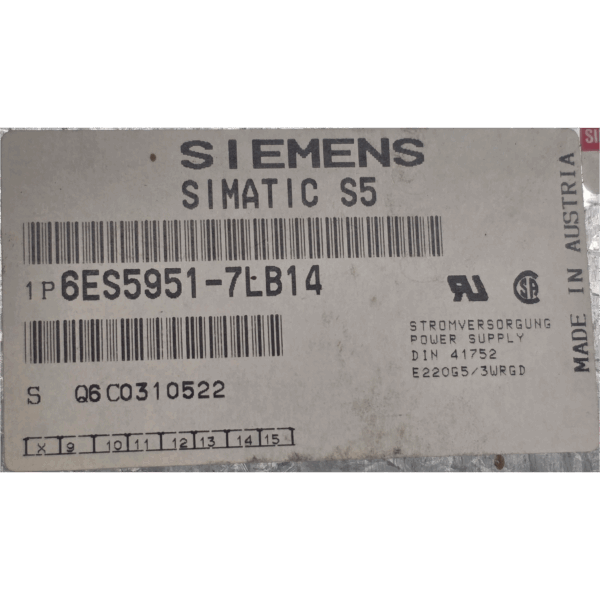 SIEMENS
SIMATIC S5
1P 6ES5951-7LB14
S Q6C0310522
X 9 10 11 12 13 14 15
STROMVERSORGUNG
POWER SUPPLY
DIN 41752
E220G5/3WRGD
MADE IN AUSTRIA
SI